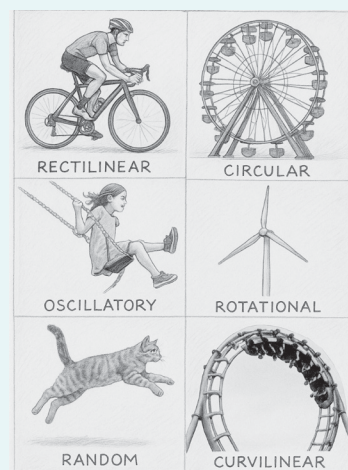 RECTILINEAR
CIRCULAR
OSCILLATORY
ROTATIONAL
RANDOM
CURVILINEAR